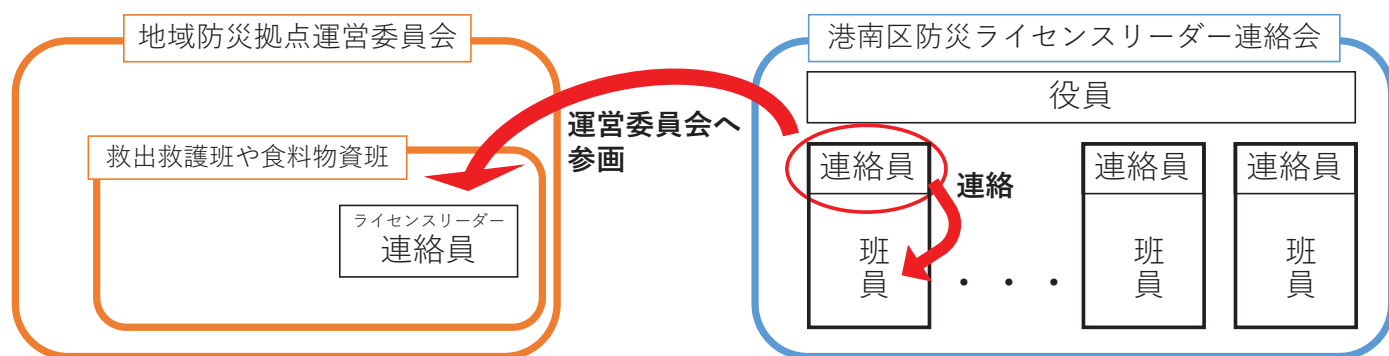 地域防災拠点運営委員会
救出救護班や食料物資班
ライセンスリーダー
連絡員
運営委員会へ
参画
港南区防災ライセンスリーダー連絡会
役員
連絡員
班員
連絡
・・・
連絡員
班員
連絡員
班員